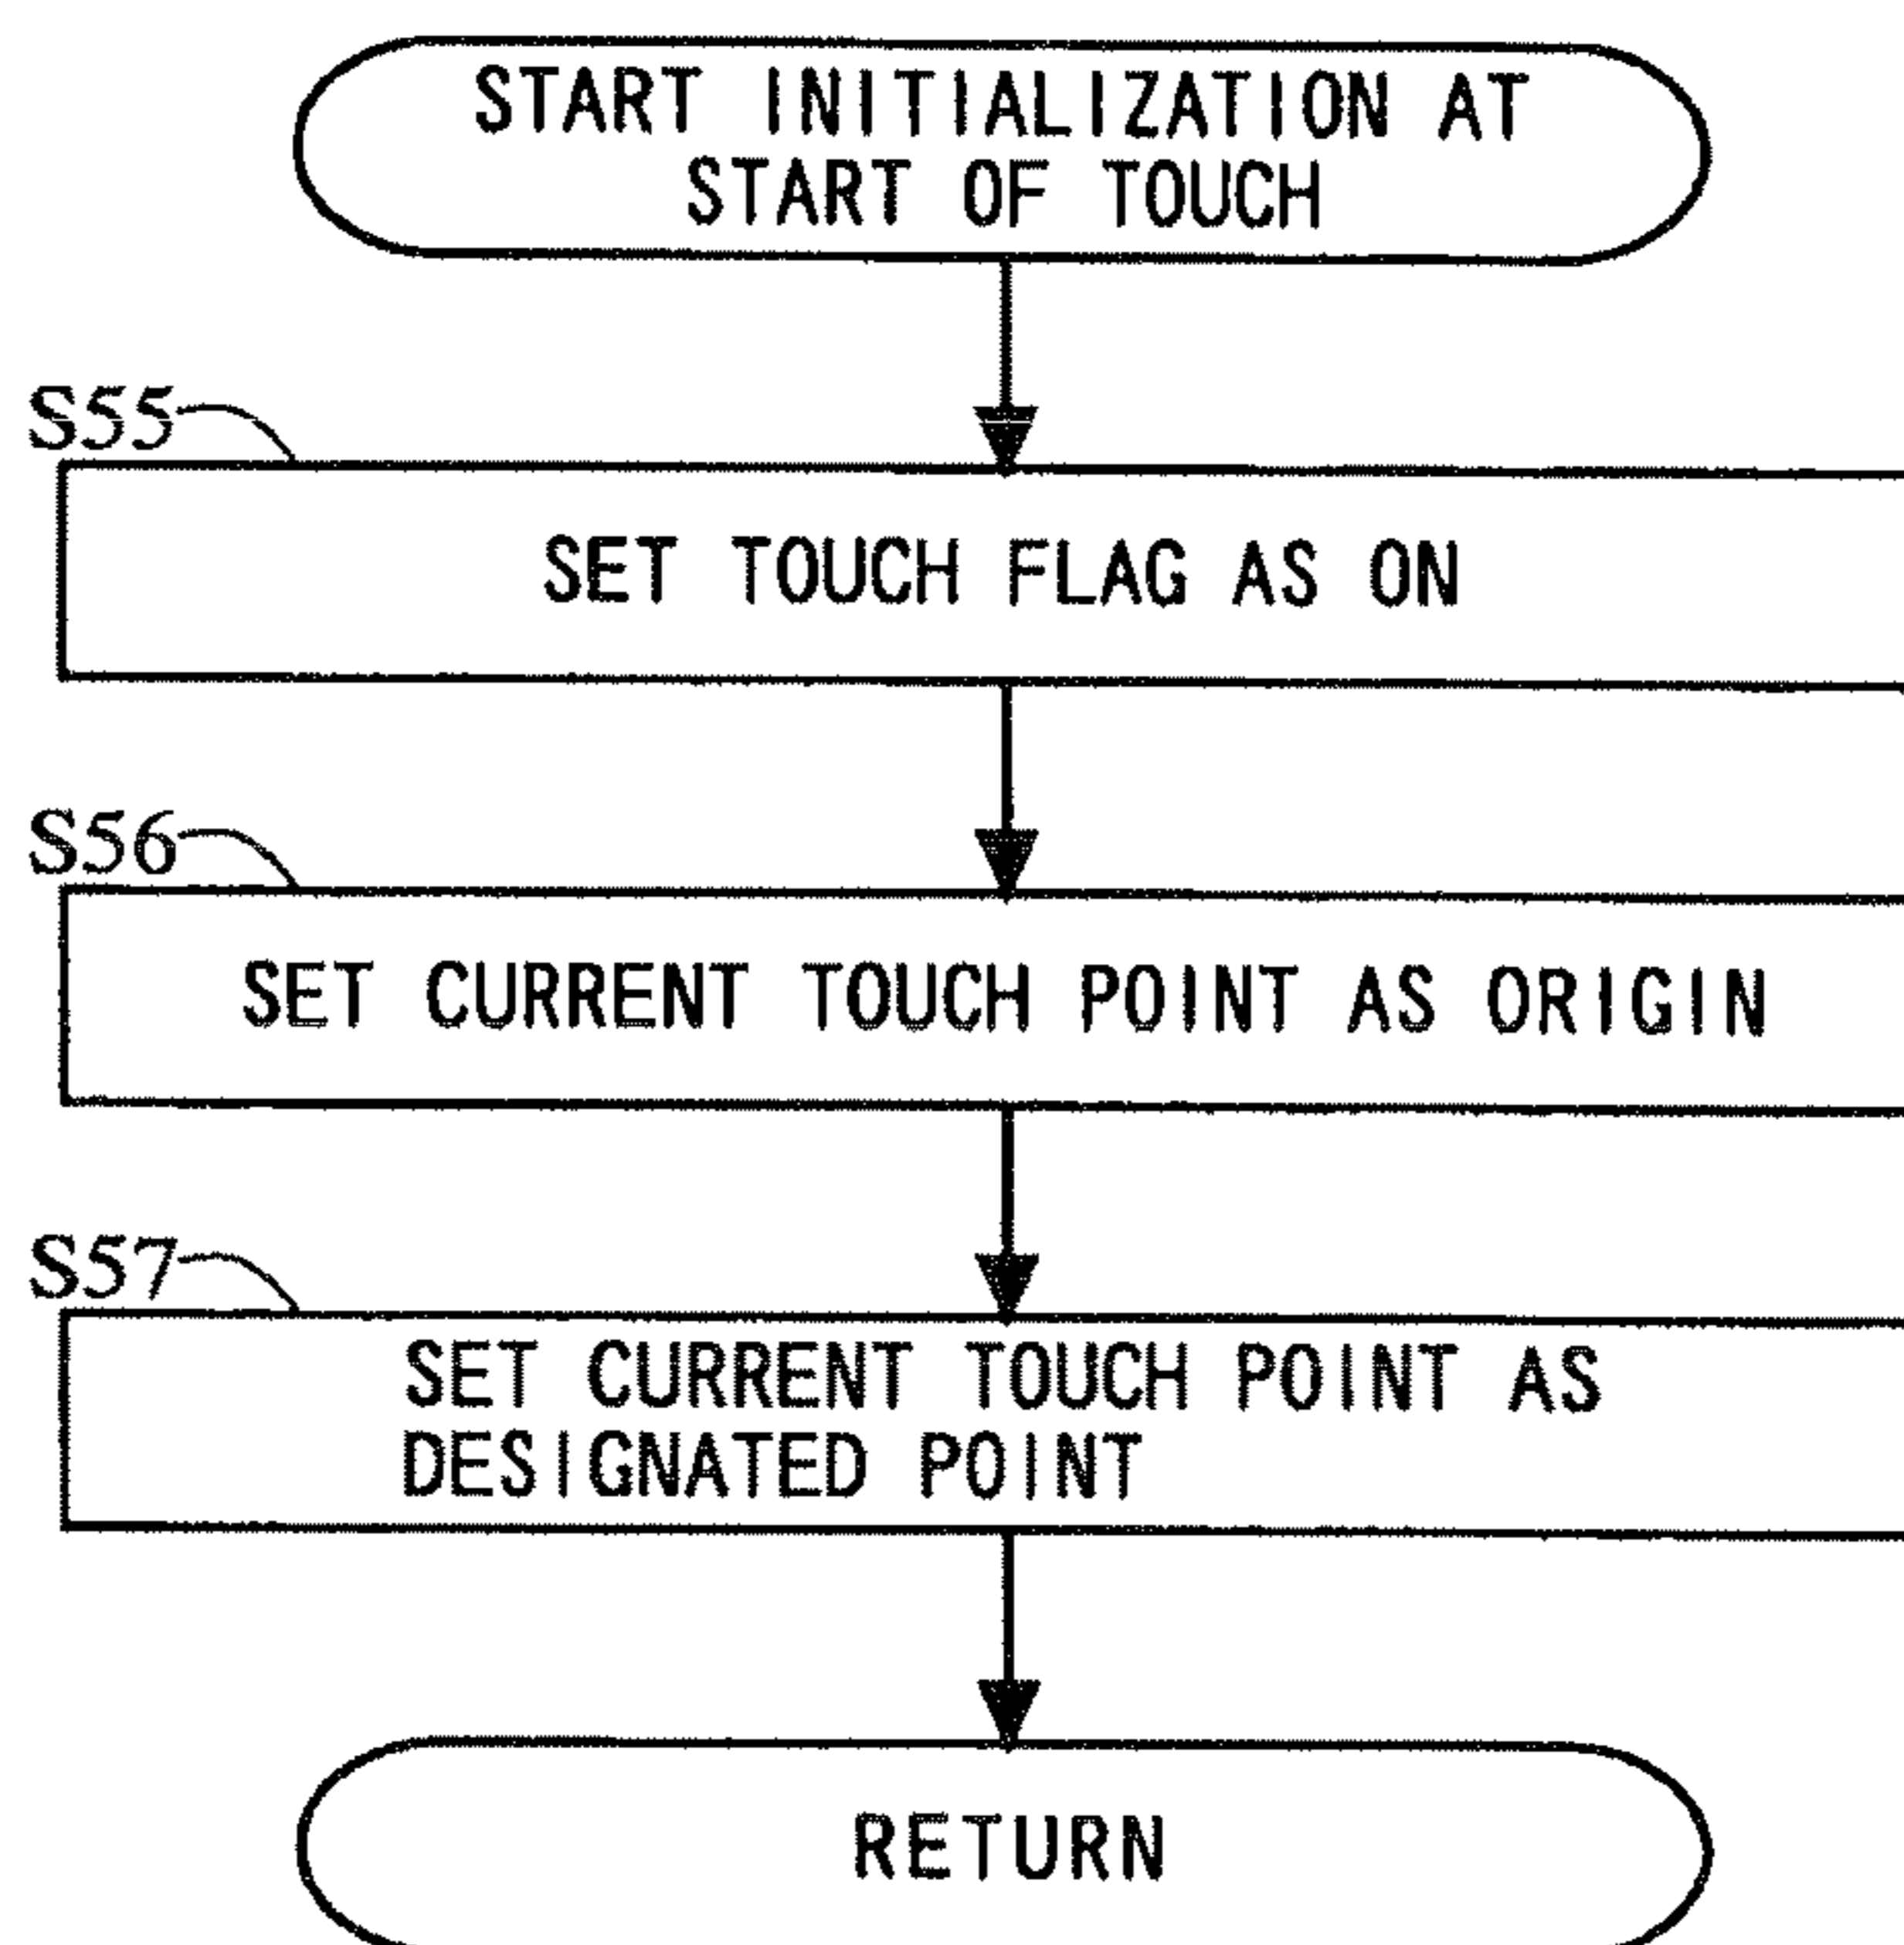 START INITIALIZATION AT
START OF TOUCH
S55
SET TOUCH FLAG AS ON
S56
SET CURRENT TOUCH POINT AS ORIGIN
S57
SET CURRENT TOUCH POINT AS
DESIGNATED POINT
RETURN